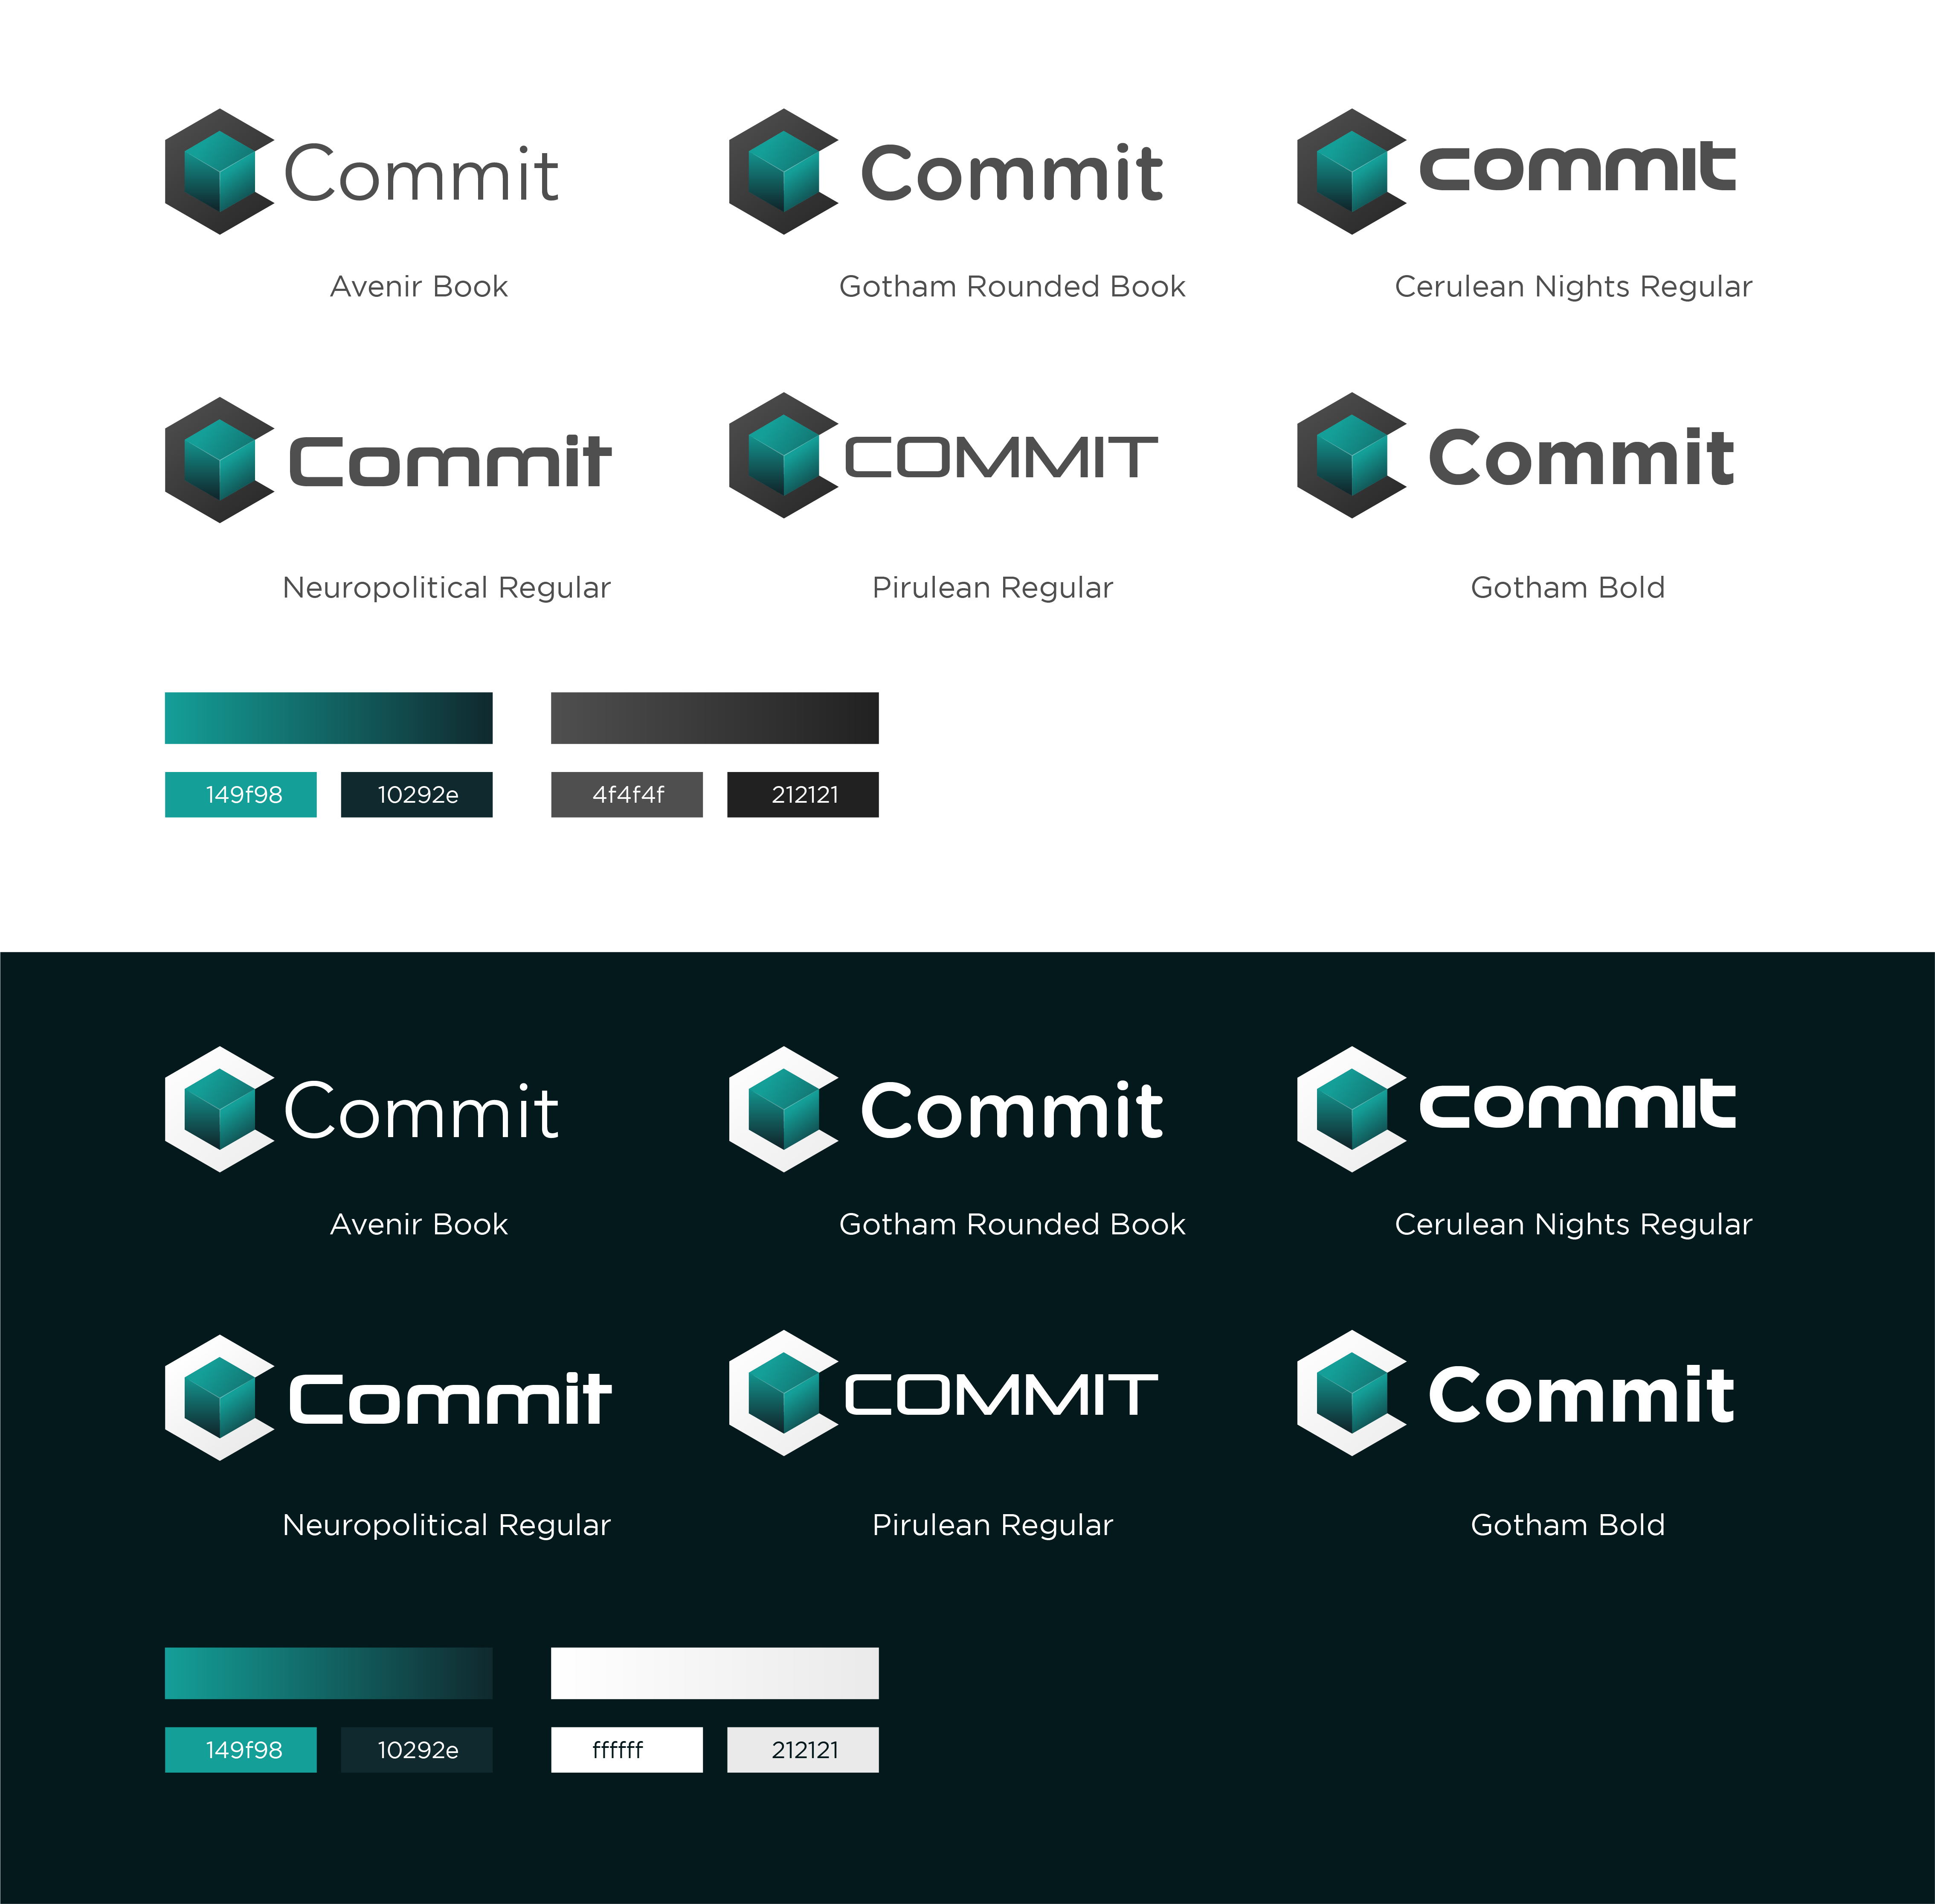 Commit Commit commit
Avenir Book Gotham Rounded Book Cerulean Nights Regular
Commit COMMIT Commit
Neuropolitical Regular Pirulean Regular Gotham Bold
149f98 10292e 4f4f4f 212121
Commit Commit commit
Avenir Book Gotham Rounded Book Cerulean Nights Regular
Commit COMMIT Commit
Neuropolitical Regular Pirulean Regular Gotham Bold
149f98 10292e ffffff 212121